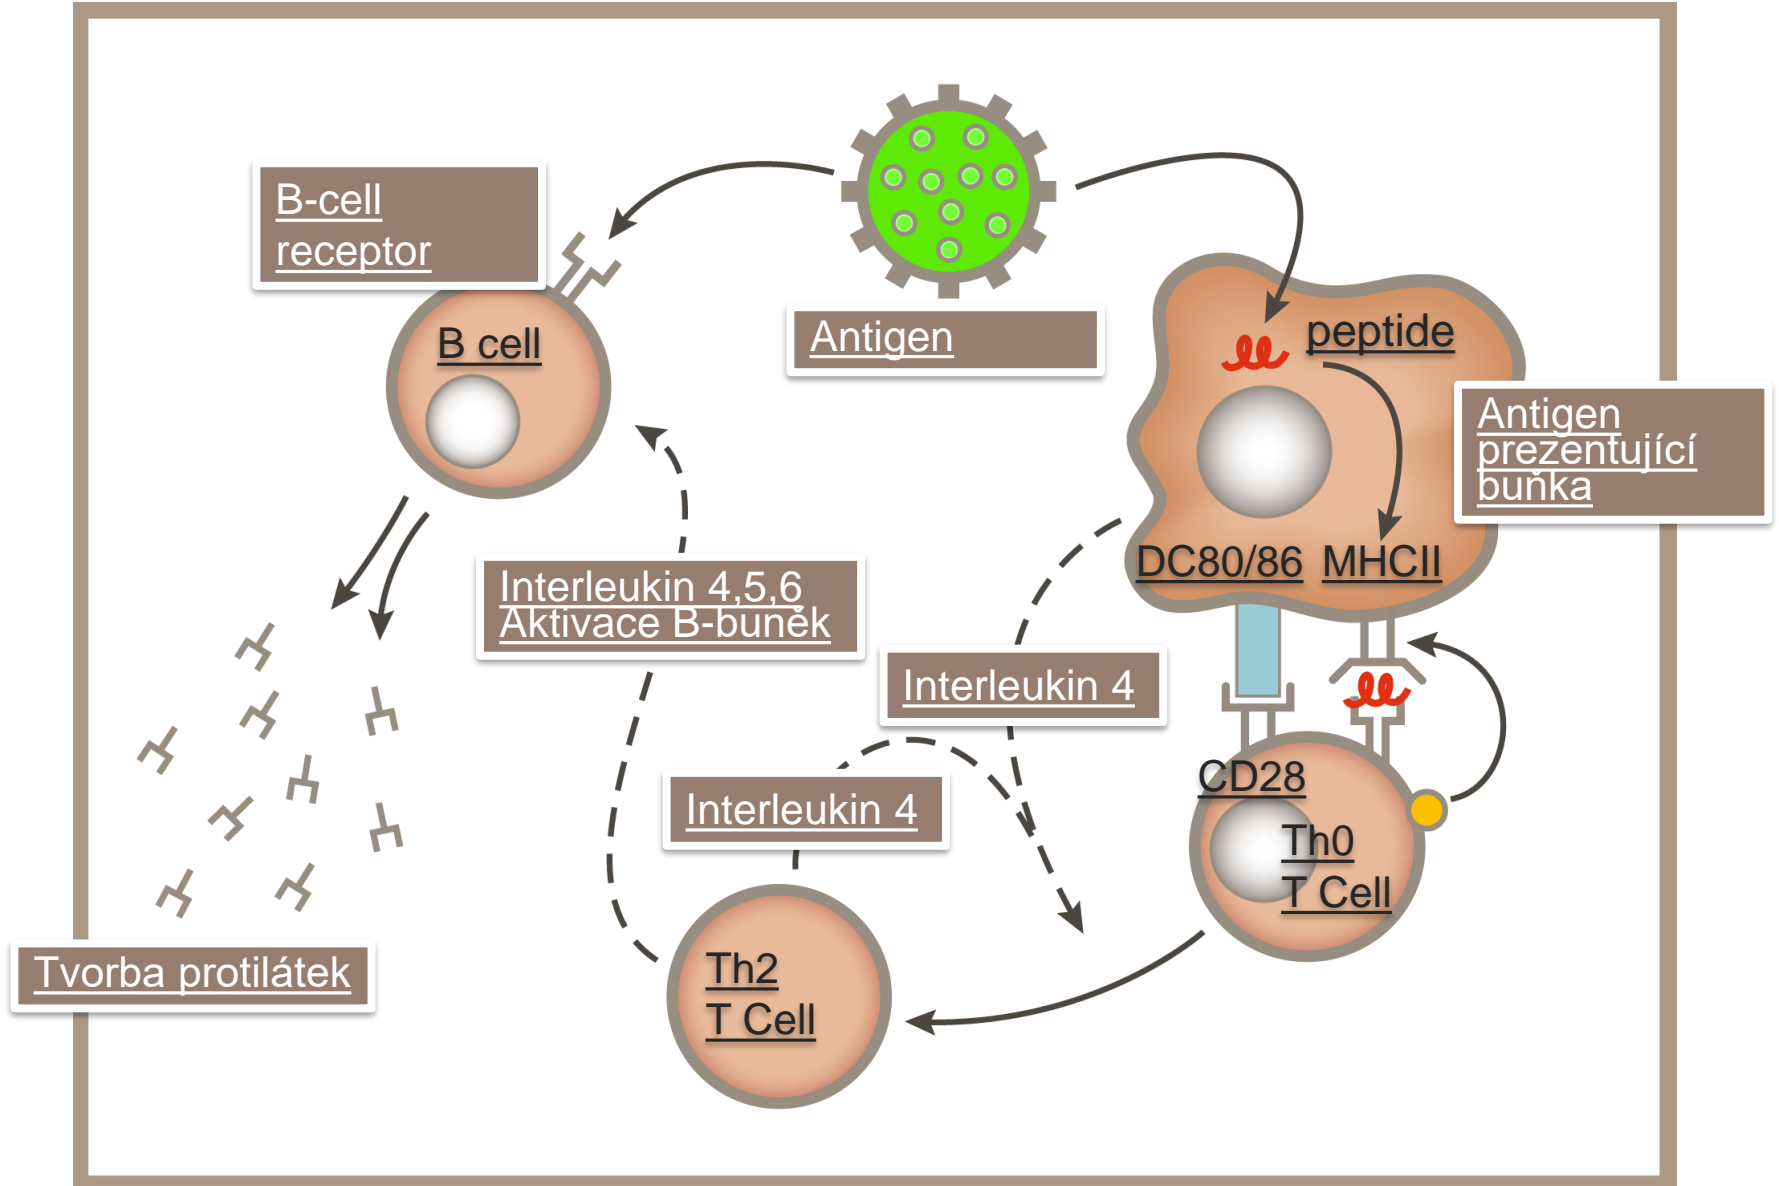 B-cell
receptor
B cell
Antigen
peptide
Antigen
prezentující
buňka
DC80/86 MHCII
Interleukin 4,5,6
Aktivace B-buněk
Interleukin 4
Interleukin 4
CD28
Th0
T Cell
Tvorba protilátek
Th2
T Cell